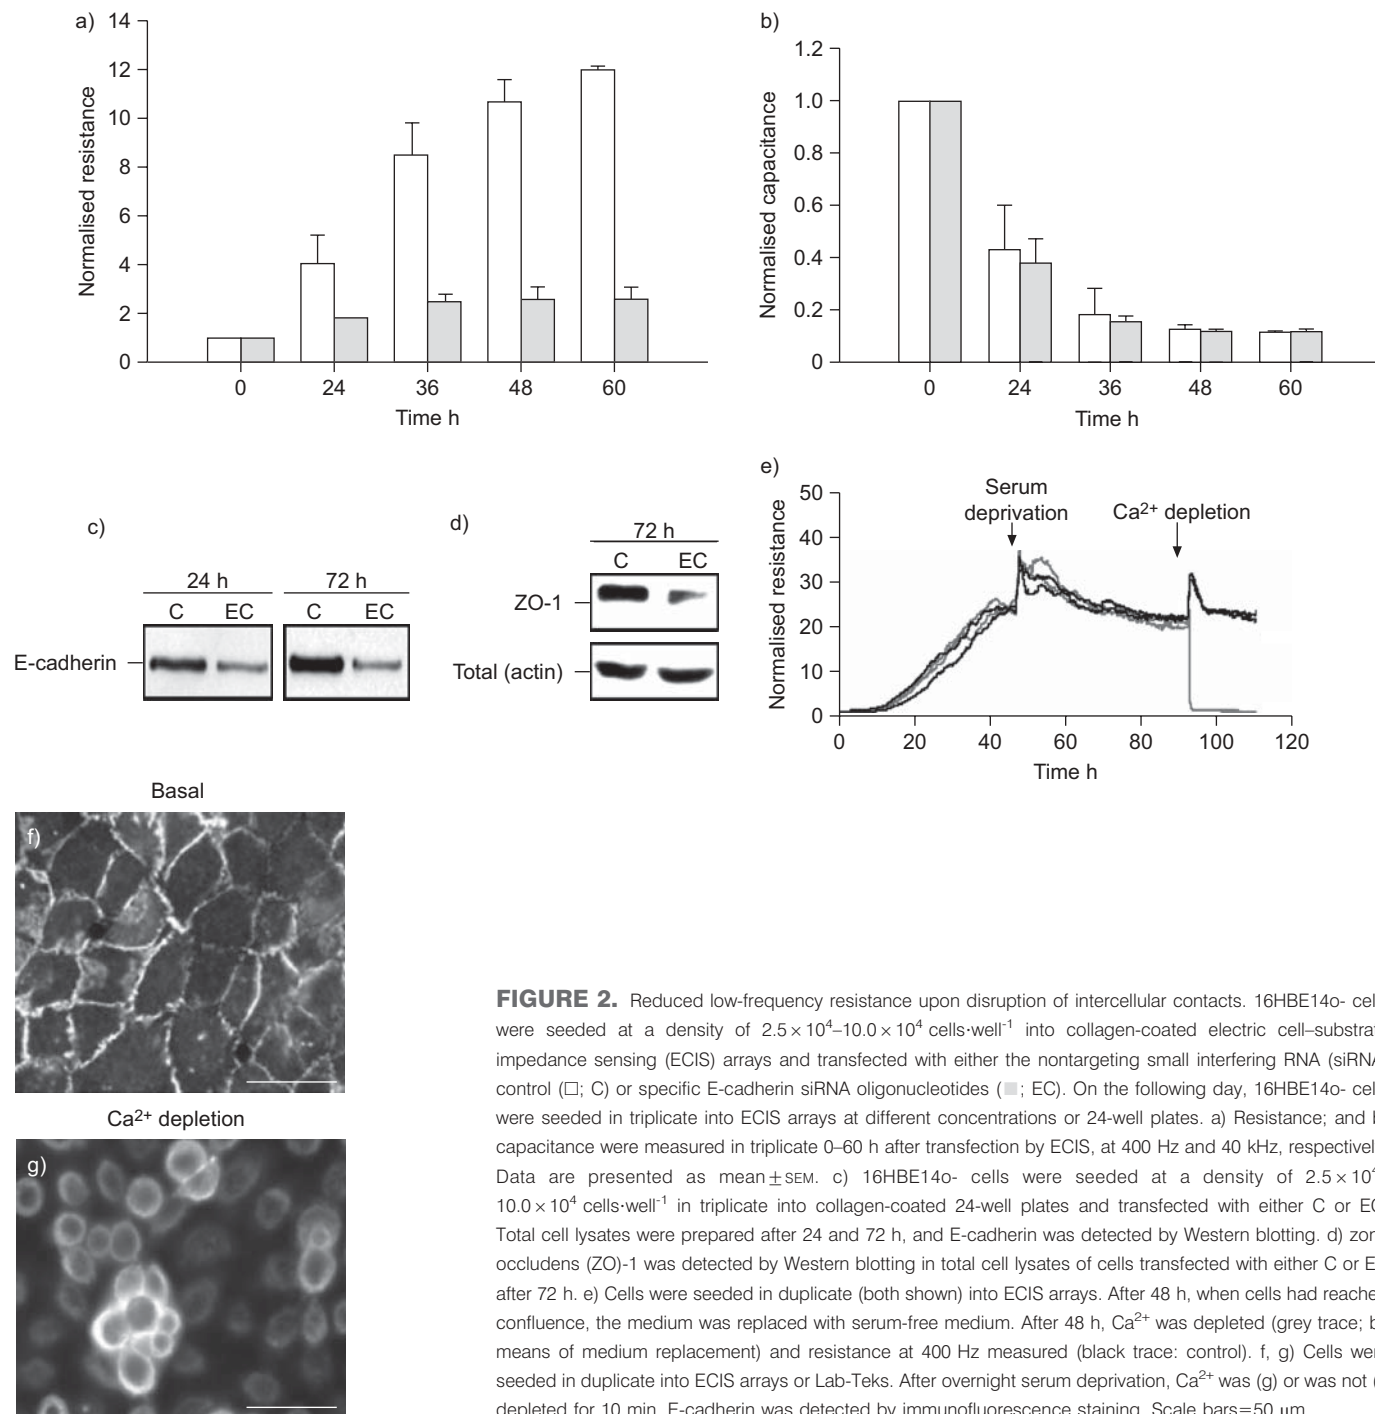 a)
14
12
10
8
6
4
2
0
Normalised resistance
0 24 36 48 60
Time h
b)
1.2
1.0
0.8
0.6
0.4
0.2
0
Normalised capacitance
0 24 36 48 60
Time h
c)
24 h 72 h
C EC C EC
E-cadherin
d)
72 h
C EC
ZO-1
Total (actin)
e)
50
40
30
20
10
0
Normalised resistance
Serum
deprivation
Ca2+ depletion
0 20 40 60 80 100 120
Time h
Basal
f)
Ca2+ depletion
g)
FIGURE 2. Reduced low-frequency resistance upon disruption of intercellular contacts. 16HBE14o- cell
were seeded at a density of 2.5 × 10⁴–10.0 × 10⁴ cells·well⁻¹ into collagen-coated electric cell–substrat
impedance sensing (ECIS) arrays and transfected with either the nontargeting small interfering RNA (siRNA
control (□; C) or specific E-cadherin siRNA oligonucleotides (■; EC). On the following day, 16HBE14o- cell
were seeded in triplicate into ECIS arrays at different concentrations or 24-well plates. a) Resistance; and b
capacitance were measured in triplicate 0–60 h after transfection by ECIS, at 400 Hz and 40 kHz, respectivel
Data are presented as mean ± SEM. c) 16HBE14o- cells were seeded at a density of 2.5 × 10⁴
10.0 × 10⁴ cells·well⁻¹ in triplicate into collagen-coated 24-well plates and transfected with either C or EC
Total cell lysates were prepared after 24 and 72 h, and E-cadherin was detected by Western blotting. d) zon
occludens (ZO)-1 was detected by Western blotting in total cell lysates of cells transfected with either C or E
after 72 h. e) Cells were seeded in duplicate (both shown) into ECIS arrays. After 48 h, when cells had reache
confluence, the medium was replaced with serum-free medium. After 48 h, Ca2+ was depleted (grey trace; b
means of medium replacement) and resistance at 400 Hz measured (black trace: control). f, g) Cells wer
seeded in duplicate into ECIS arrays or Lab-Teks. After overnight serum deprivation, Ca2+ was (g) or was not (
depleted for 10 min. E-cadherin was detected by immunofluorescence staining. Scale bars=50 μm